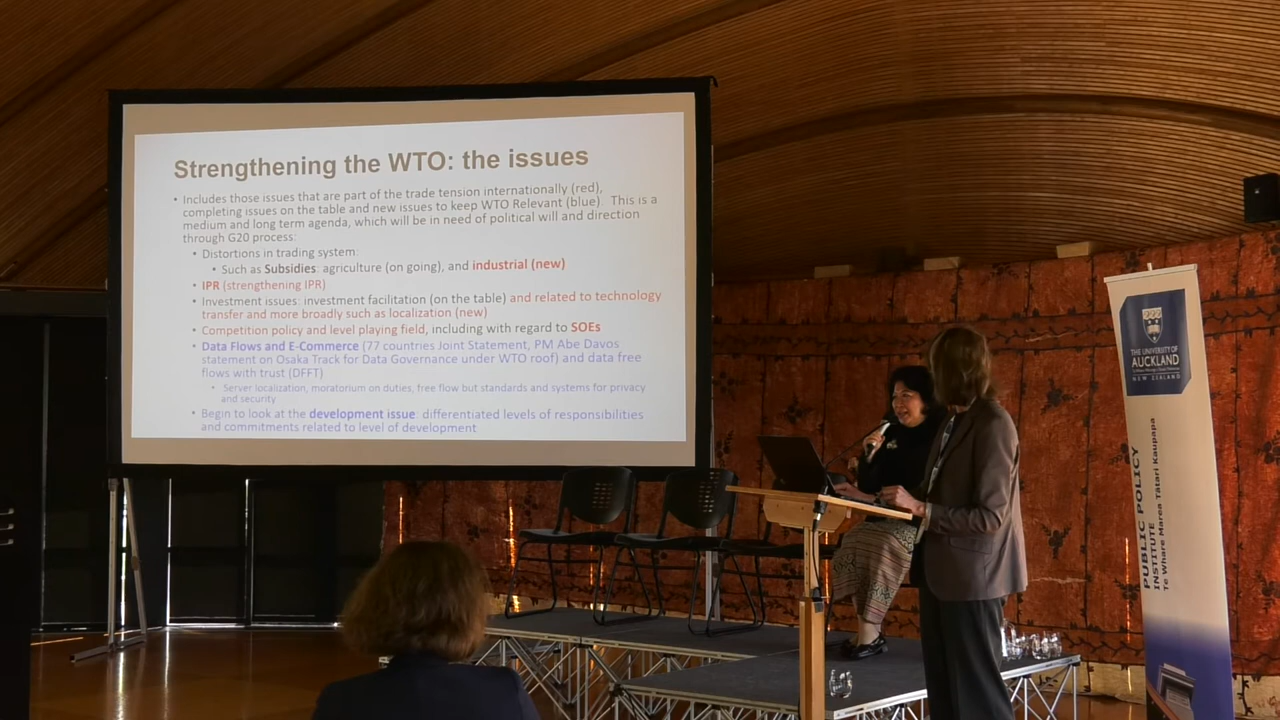 Strengthening the WTO: the issues
• Includes those issues that are part of the trade tension internationally (red),
completing issues on the table and new issues to keep WTO Relevant (blue). This is a
medium and long term agenda, which will be in need of political will and direction
through G20 process:
• Distortions in trading system:
• Such as Subsidies: agriculture (on going), and industrial (new)
• IPR (strengthening IPR)
• Investment issues: investment facilitation (on the table) and related to technology
transfer and more broadly such as localization (new)
• Competition policy and level playing field, including with regard to SOEs
• Data Flows and E-Commerce (77 countries Joint Statement, PM Abe Davos
statement on Osaka Track for Data Governance under WTO roof) and data free
flows with trust (DFFT)
• Server localization, moratorium on duties, free flow but standards and systems for privacy
and security
• Begin to look at the development issue: differentiated levels of responsibilities
and commitments related to level of development
THE UNIVERSITY OF
AUCKLAND
NEW ZEALAND
PUBLIC POLICY
INSTITUTE
Te Whare Marea Tātari Kaupapa